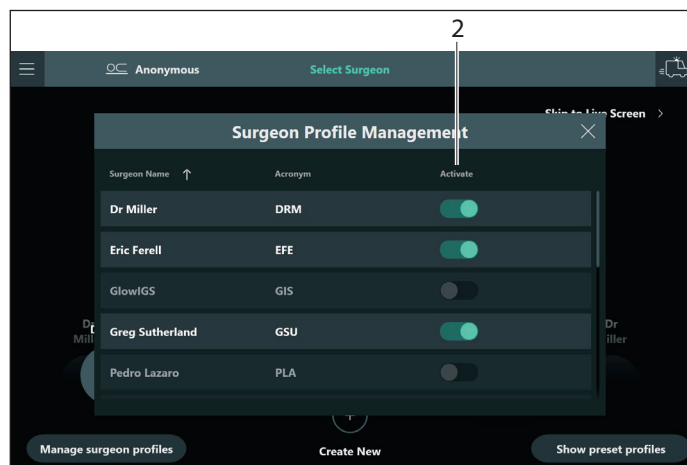 2
Anonymous
Select Surgeon
Skip to Live Screen >
Surgeon Profile Management
Surgeon Name ↑ Acronym Activate
Dr Miller DRM
Eric Ferell EFE
GlowIGS GIS
Greg Sutherland GSU
Pedro Lazaro PLA
Dr
iller
Manage surgeon profiles
Create New
Show preset profiles